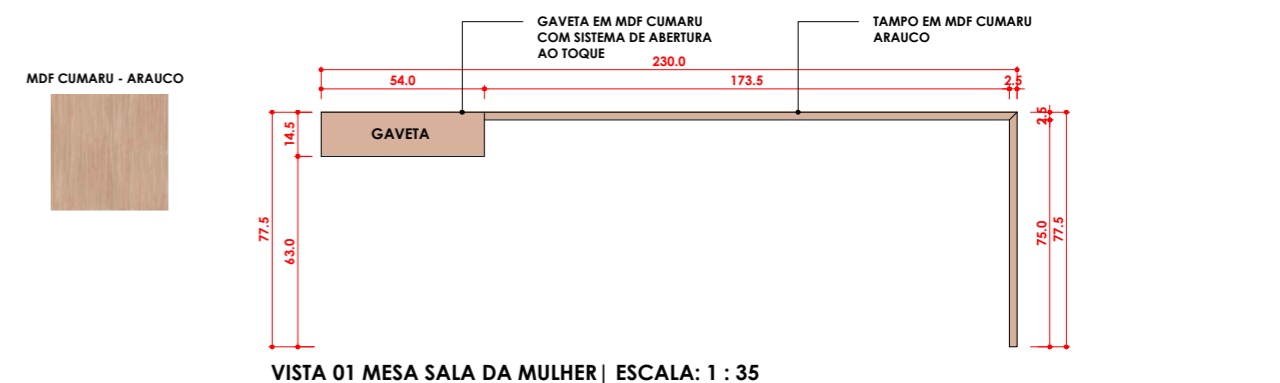 GAVETA EM MDF CUMARU
COM SISTEMA DE ABERTURA
AO TOQUE
TAMPO EM MDF CUMARU
ARAUCO
MDF CUMARU - ARAUCO
230.0
54.0
173.5
2.5
14.5
GAVETA
2.5
77.5
63.0
75.0
77.5
VISTA 01 MESA SALA DA MULHER| ESCALA: 1 : 35